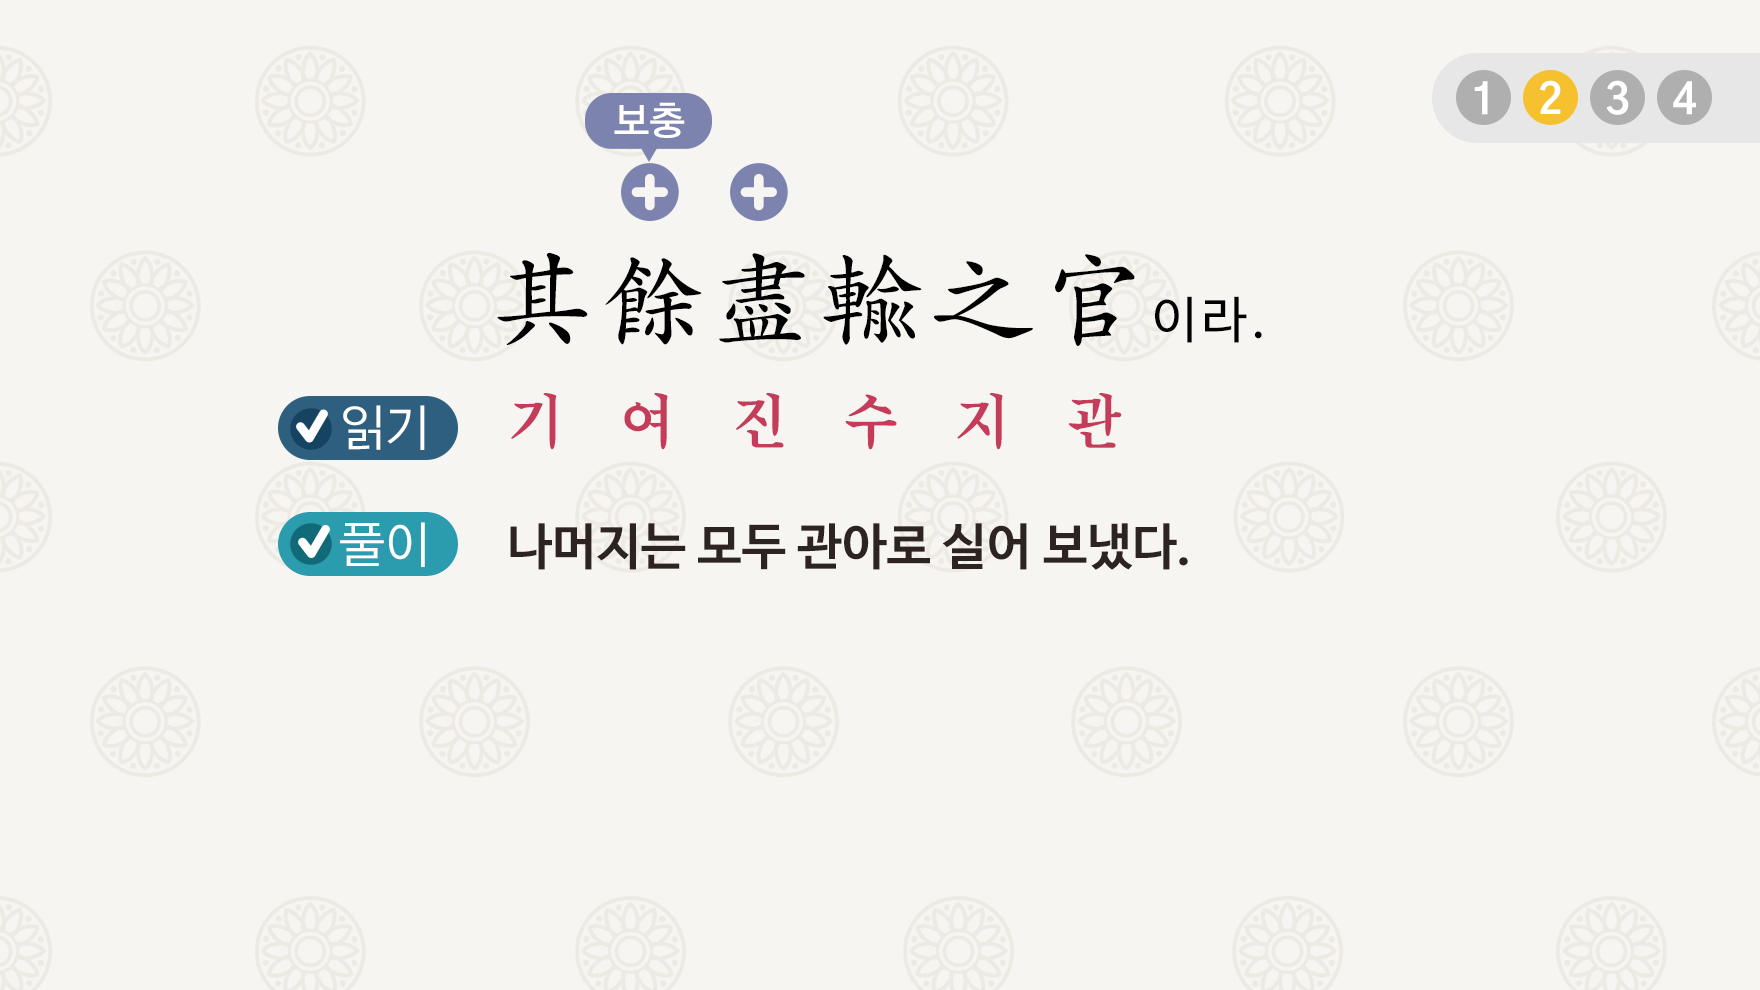 1 2 3 4
보충
其餘盡輸之官이라.
읽기 기 여 진 수 지 관
풀이 나머지는 모두 관아로 실어 보냈다.